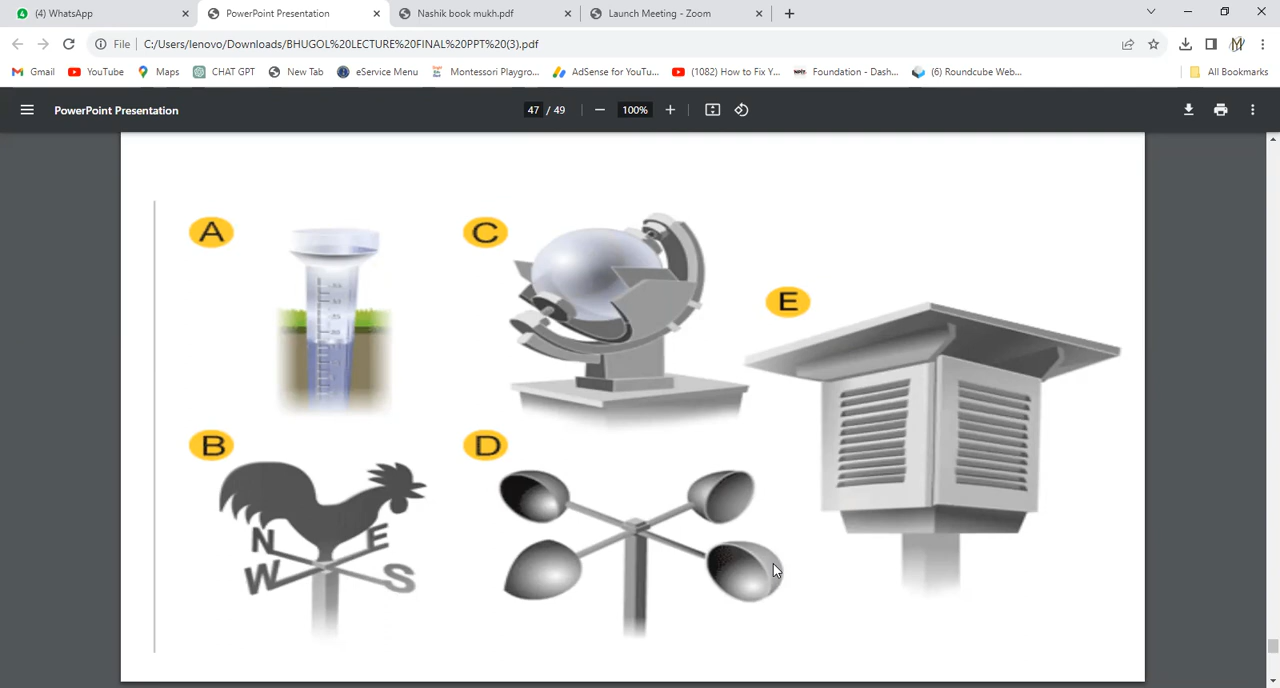 (4) WhatsApp
PowerPoint Presentation
Nashik book mukh.pdf
Launch Meeting - Zoom
File
C:/Users/lenovo/Downloads/BHUGOL%20LECTURE%20FINAL%20PPT%20(3).pdf
Gmail
YouTube
Maps
CHAT GPT
New Tab
eService Menu
Montessori Playgro...
AdSense for YouTu...
(1082) How to Fix Y...
Foundation - Dash...
(6) Roundcube Web...
All Bookmarks
PowerPoint Presentation
47 / 49
100%
A
C
E
B
D
N E
W S